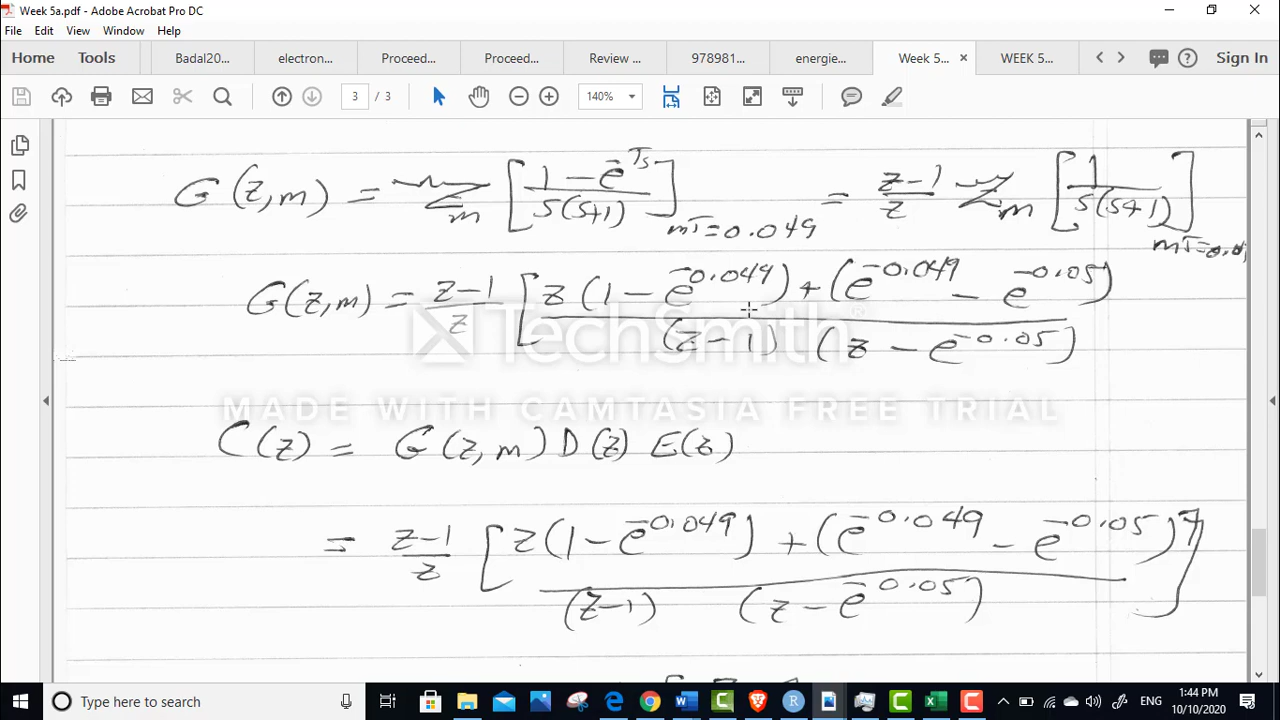 Week 5a.pdf - Adobe Acrobat Pro DC
File Edit View Window Help
Home Tools Badal20... electron... Proceed... Proceed... Review ... 978981... energie... Week 5... × WEEK 5... Sign In
3 / 3 140%
G(z,m) = 𝒵m [(1 - e^-Ts)/(s(s+1))] mT=0.049 = (z-1)/z 𝒵m [1/(s(s+1))]
G(z,m) = (z-1)/z [(z(1 - e^-0.049) + (e^-0.049 - e^-0.05))/((z-1)(z - e^-0.05))
TechSmith
MADE WITH CAMTASIA FREE TRIAL
C(z) = G(z,m) D(z) E(z)
= (z-1)/z [(z(1 - e^-0.049) + (e^-0.049 - e^-0.05))/((z-1)(z - e^-0.05))]
Type here to search ENG 1:44 PM
10/10/2020